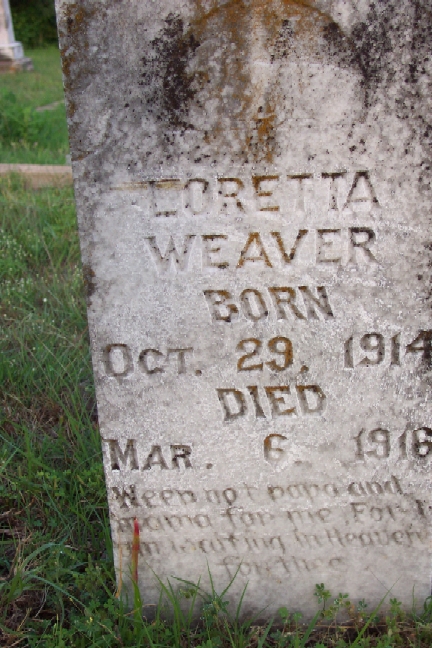 LORETTA
WEAVER
BORN
OCT. 29, 1914
DIED
MAR. 6, 1916
Weep not papa and
mama for me, For I
am waiting in Heaven
for thee